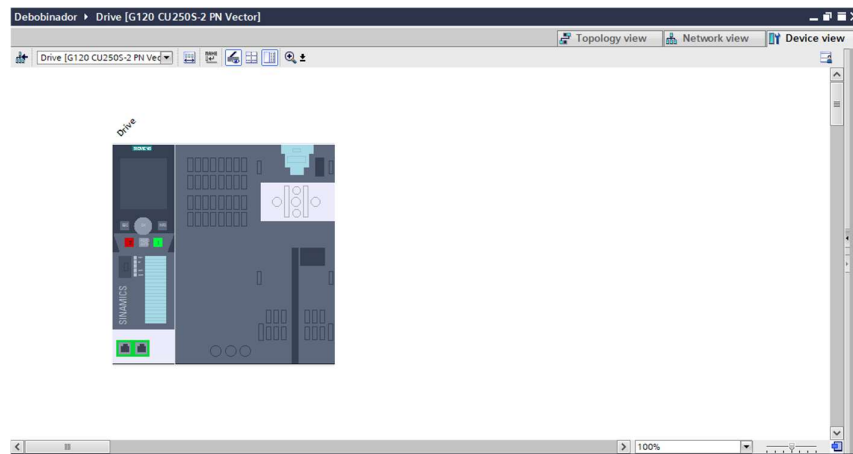 Debobinador ▸ Drive [G120 CU250S-2 PN Vector]
Topology view
Network view
Device view
Drive [G120 CU250S-2 PN Vec
Drive
SINAMICS
100%